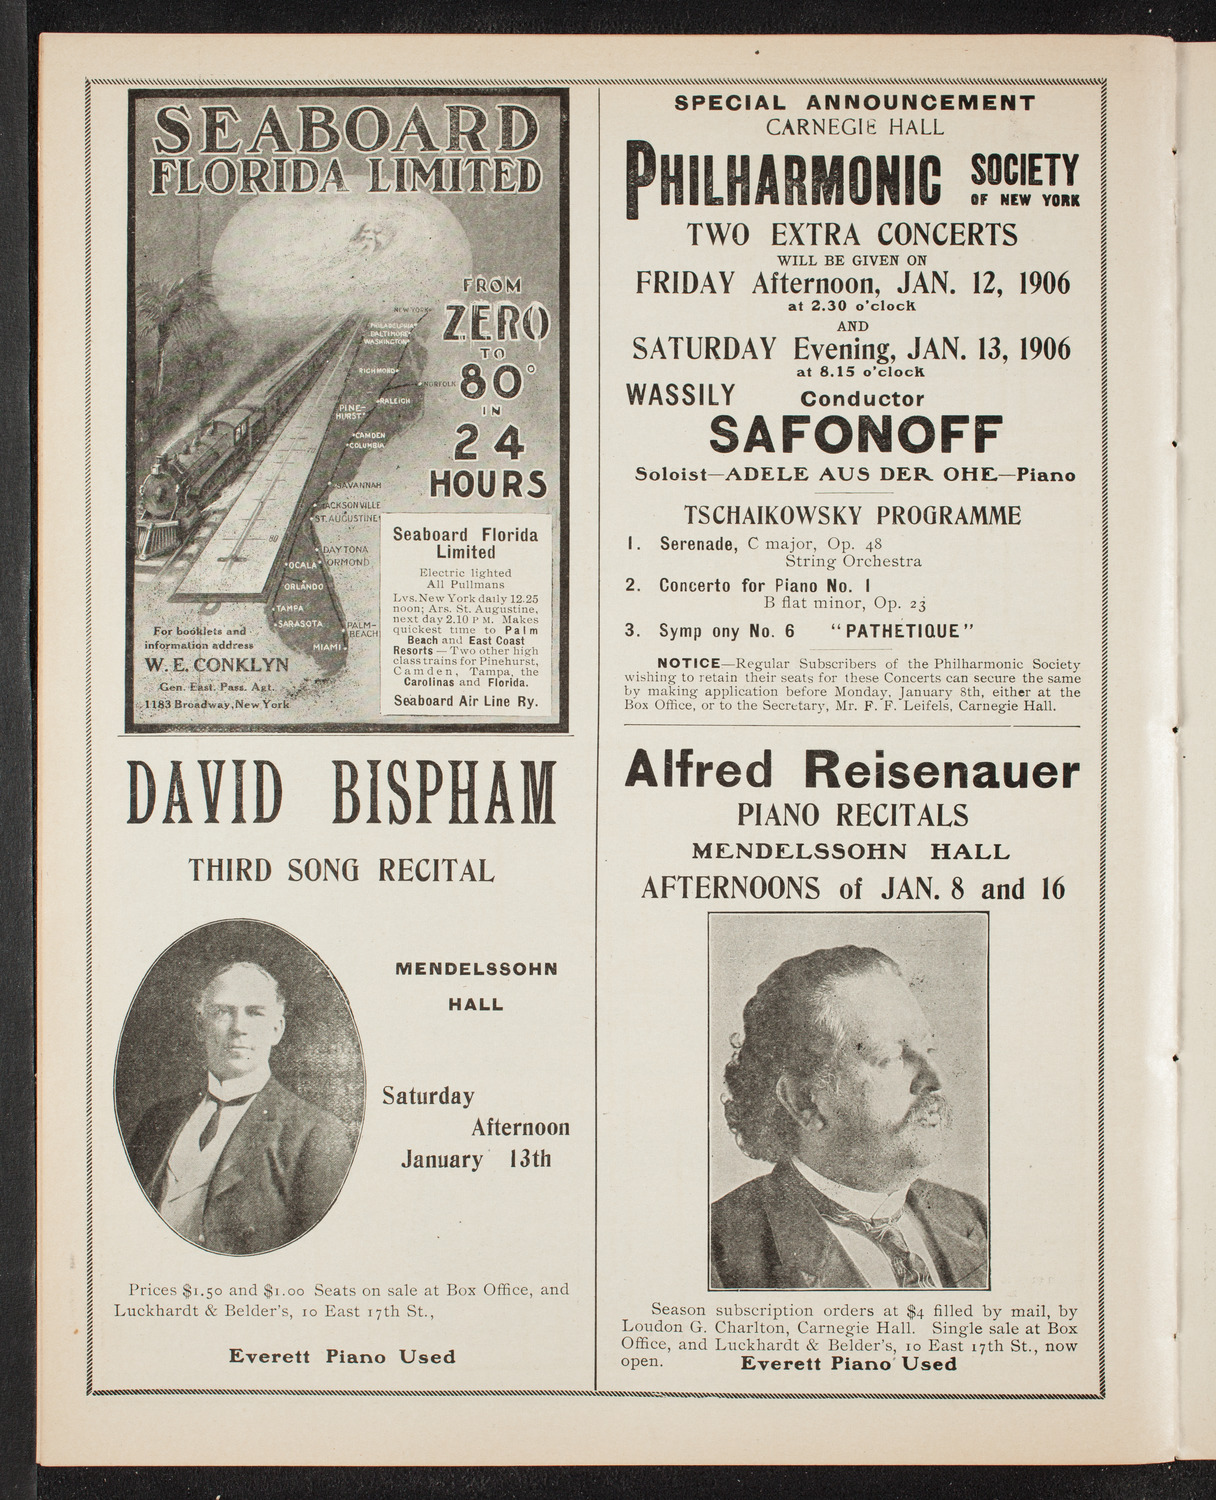 SEABOARD
FLORIDA LIMITED
FROM
ZERO
TO
80°
IN
24
HOURS
NEW YORK
PHILADELPHIA
BALTIMORE
WASHINGTON
RICHMOND
NORFOLK
RALEIGH
PINE-
HURST
CAMDEN
COLUMBIA
SAVANNAH
JACKSONVILLE
ST. AUGUSTINE
DAYTONA
OCALA ORMOND
ORLANDO
TAMPA
SARASOTA
PALM-
BEACH
MIAMI
80
Seaboard Florida
Limited
Electric lighted
All Pullmans
Lvs. New York daily 12.25
noon; Ars. St. Augustine,
next day 2.10 P M. Makes
quickest time to Palm
Beach and East Coast
Resorts — Two other high
class trains for Pinehurst,
Camden, Tampa, the
Carolinas and Florida.
Seaboard Air Line Ry.
For booklets and
information address
W. E. CONKLYN
Gen. East. Pass. Agt.
1183 Broadway, New York
DAVID BISPHAM
THIRD SONG RECITAL
MENDELSSOHN
HALL
Saturday
Afternoon
January 13th
Prices $1.50 and $1.00 Seats on sale at Box Office, and
Luckhardt & Belder's, 10 East 17th St.,
Everett Piano Used
SPECIAL ANNOUNCEMENT
CARNEGIE HALL
PHILHARMONIC SOCIETY
OF NEW YORK
TWO EXTRA CONCERTS
WILL BE GIVEN ON
FRIDAY Afternoon, JAN. 12, 1906
at 2.30 o'clock
AND
SATURDAY Evening, JAN. 13, 1906
at 8.15 o'clock
WASSILY Conductor
SAFONOFF
Soloist—ADELE AUS DER OHE—Piano
TSCHAIKOWSKY PROGRAMME
1. Serenade, C major, Op. 48
String Orchestra
2. Concerto for Piano No. 1
B flat minor, Op. 23
3. Symp ony No. 6 "PATHETIQUE"
NOTICE—Regular Subscribers of the Philharmonic Society
wishing to retain their seats for these Concerts can secure the same
by making application before Monday, January 8th, either at the
Box Office, or to the Secretary, Mr. F. F. Leifels, Carnegie Hall.
Alfred Reisenauer
PIANO RECITALS
MENDELSSOHN HALL
AFTERNOONS of JAN. 8 and 16
Season subscription orders at $4 filled by mail, by
Loudon G. Charlton, Carnegie Hall. Single sale at Box
Office, and Luckhardt & Belder's, 10 East 17th St., now
open. Everett Piano Used